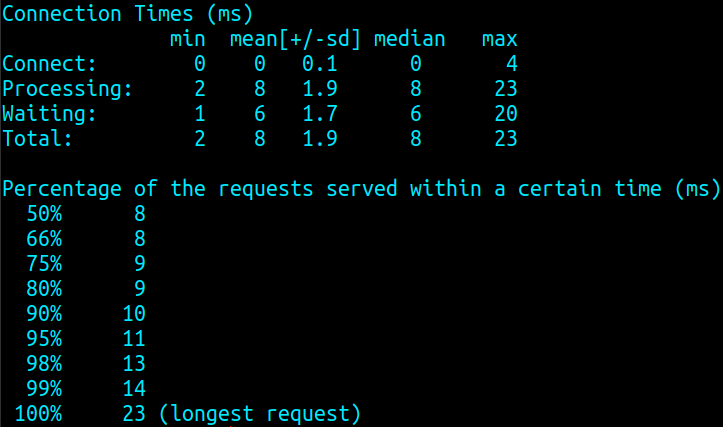 Connection Times (ms)
              min  mean[+/-sd] median   max
Connect:        0    0   0.1      0       4
Processing:     2    8   1.9      8      23
Waiting:        1    6   1.7      6      20
Total:          2    8   1.9      8      23

Percentage of the requests served within a certain time (ms)
  50%      8
  66%      8
  75%      9
  80%      9
  90%     10
  95%     11
  98%     13
  99%     14
 100%     23 (longest request)